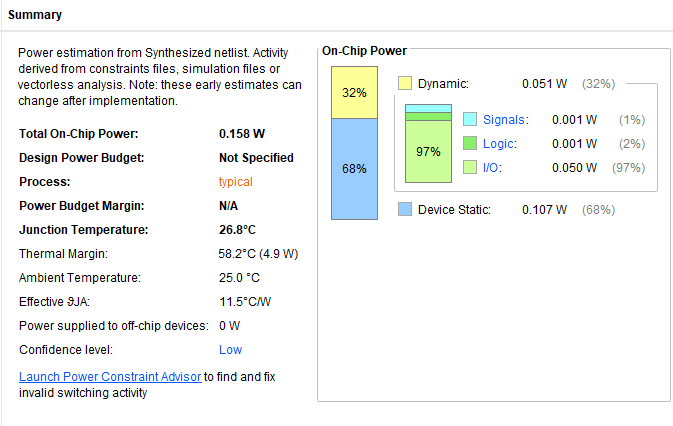 Summary
Power estimation from Synthesized netlist. Activity
derived from constraints files, simulation files or
vectorless analysis. Note: these early estimates can
change after implementation.
Total On-Chip Power: 0.158 W
Design Power Budget: Not Specified
Process: typical
Power Budget Margin: N/A
Junction Temperature: 26.8°C
Thermal Margin: 58.2°C (4.9 W)
Ambient Temperature: 25.0 °C
Effective ϑJA: 11.5°C/W
Power supplied to off-chip devices: 0 W
Confidence level: Low
Launch Power Constraint Advisor to find and fix
invalid switching activity
On-Chip Power
32%
68%
Dynamic: 0.051 W (32%)
97%
Signals: 0.001 W (1%)
Logic: 0.001 W (2%)
I/O: 0.050 W (97%)
Device Static: 0.107 W (68%)